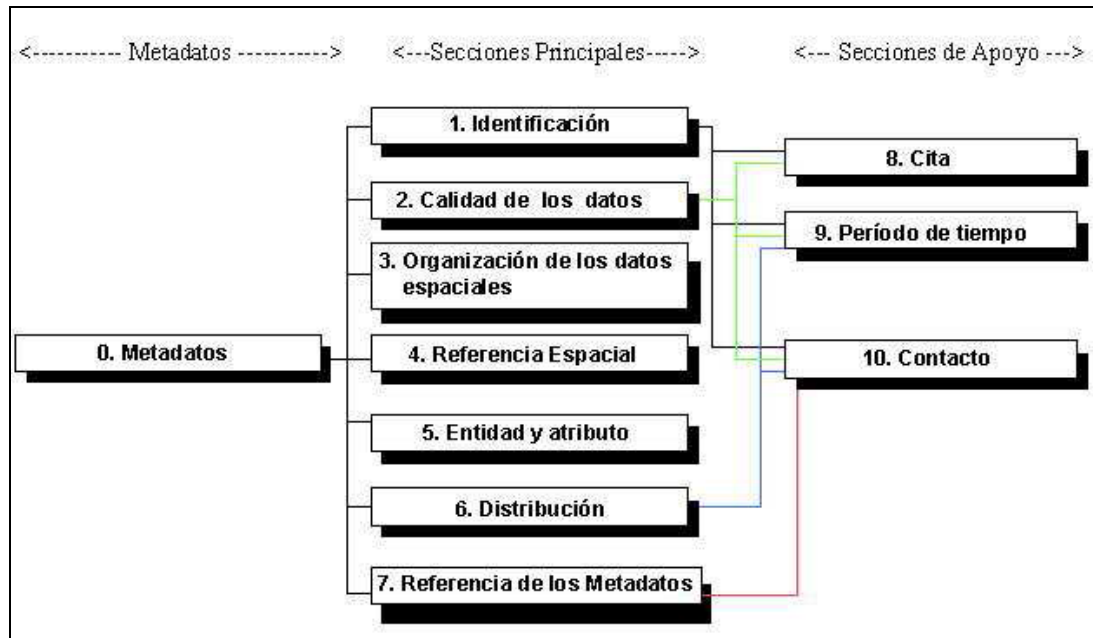 <----------- Metadatos ----------->
<---Secciones Principales----->
<--- Secciones de Apoyo --->
1. Identificación
2. Calidad de los datos
3. Organización de los datos
espaciales
0. Metadatos
4. Referencia Espacial
5. Entidad y atributo
6. Distribución
7. Referencia de los Metadatos
8. Cita
9. Período de tiempo
10. Contacto